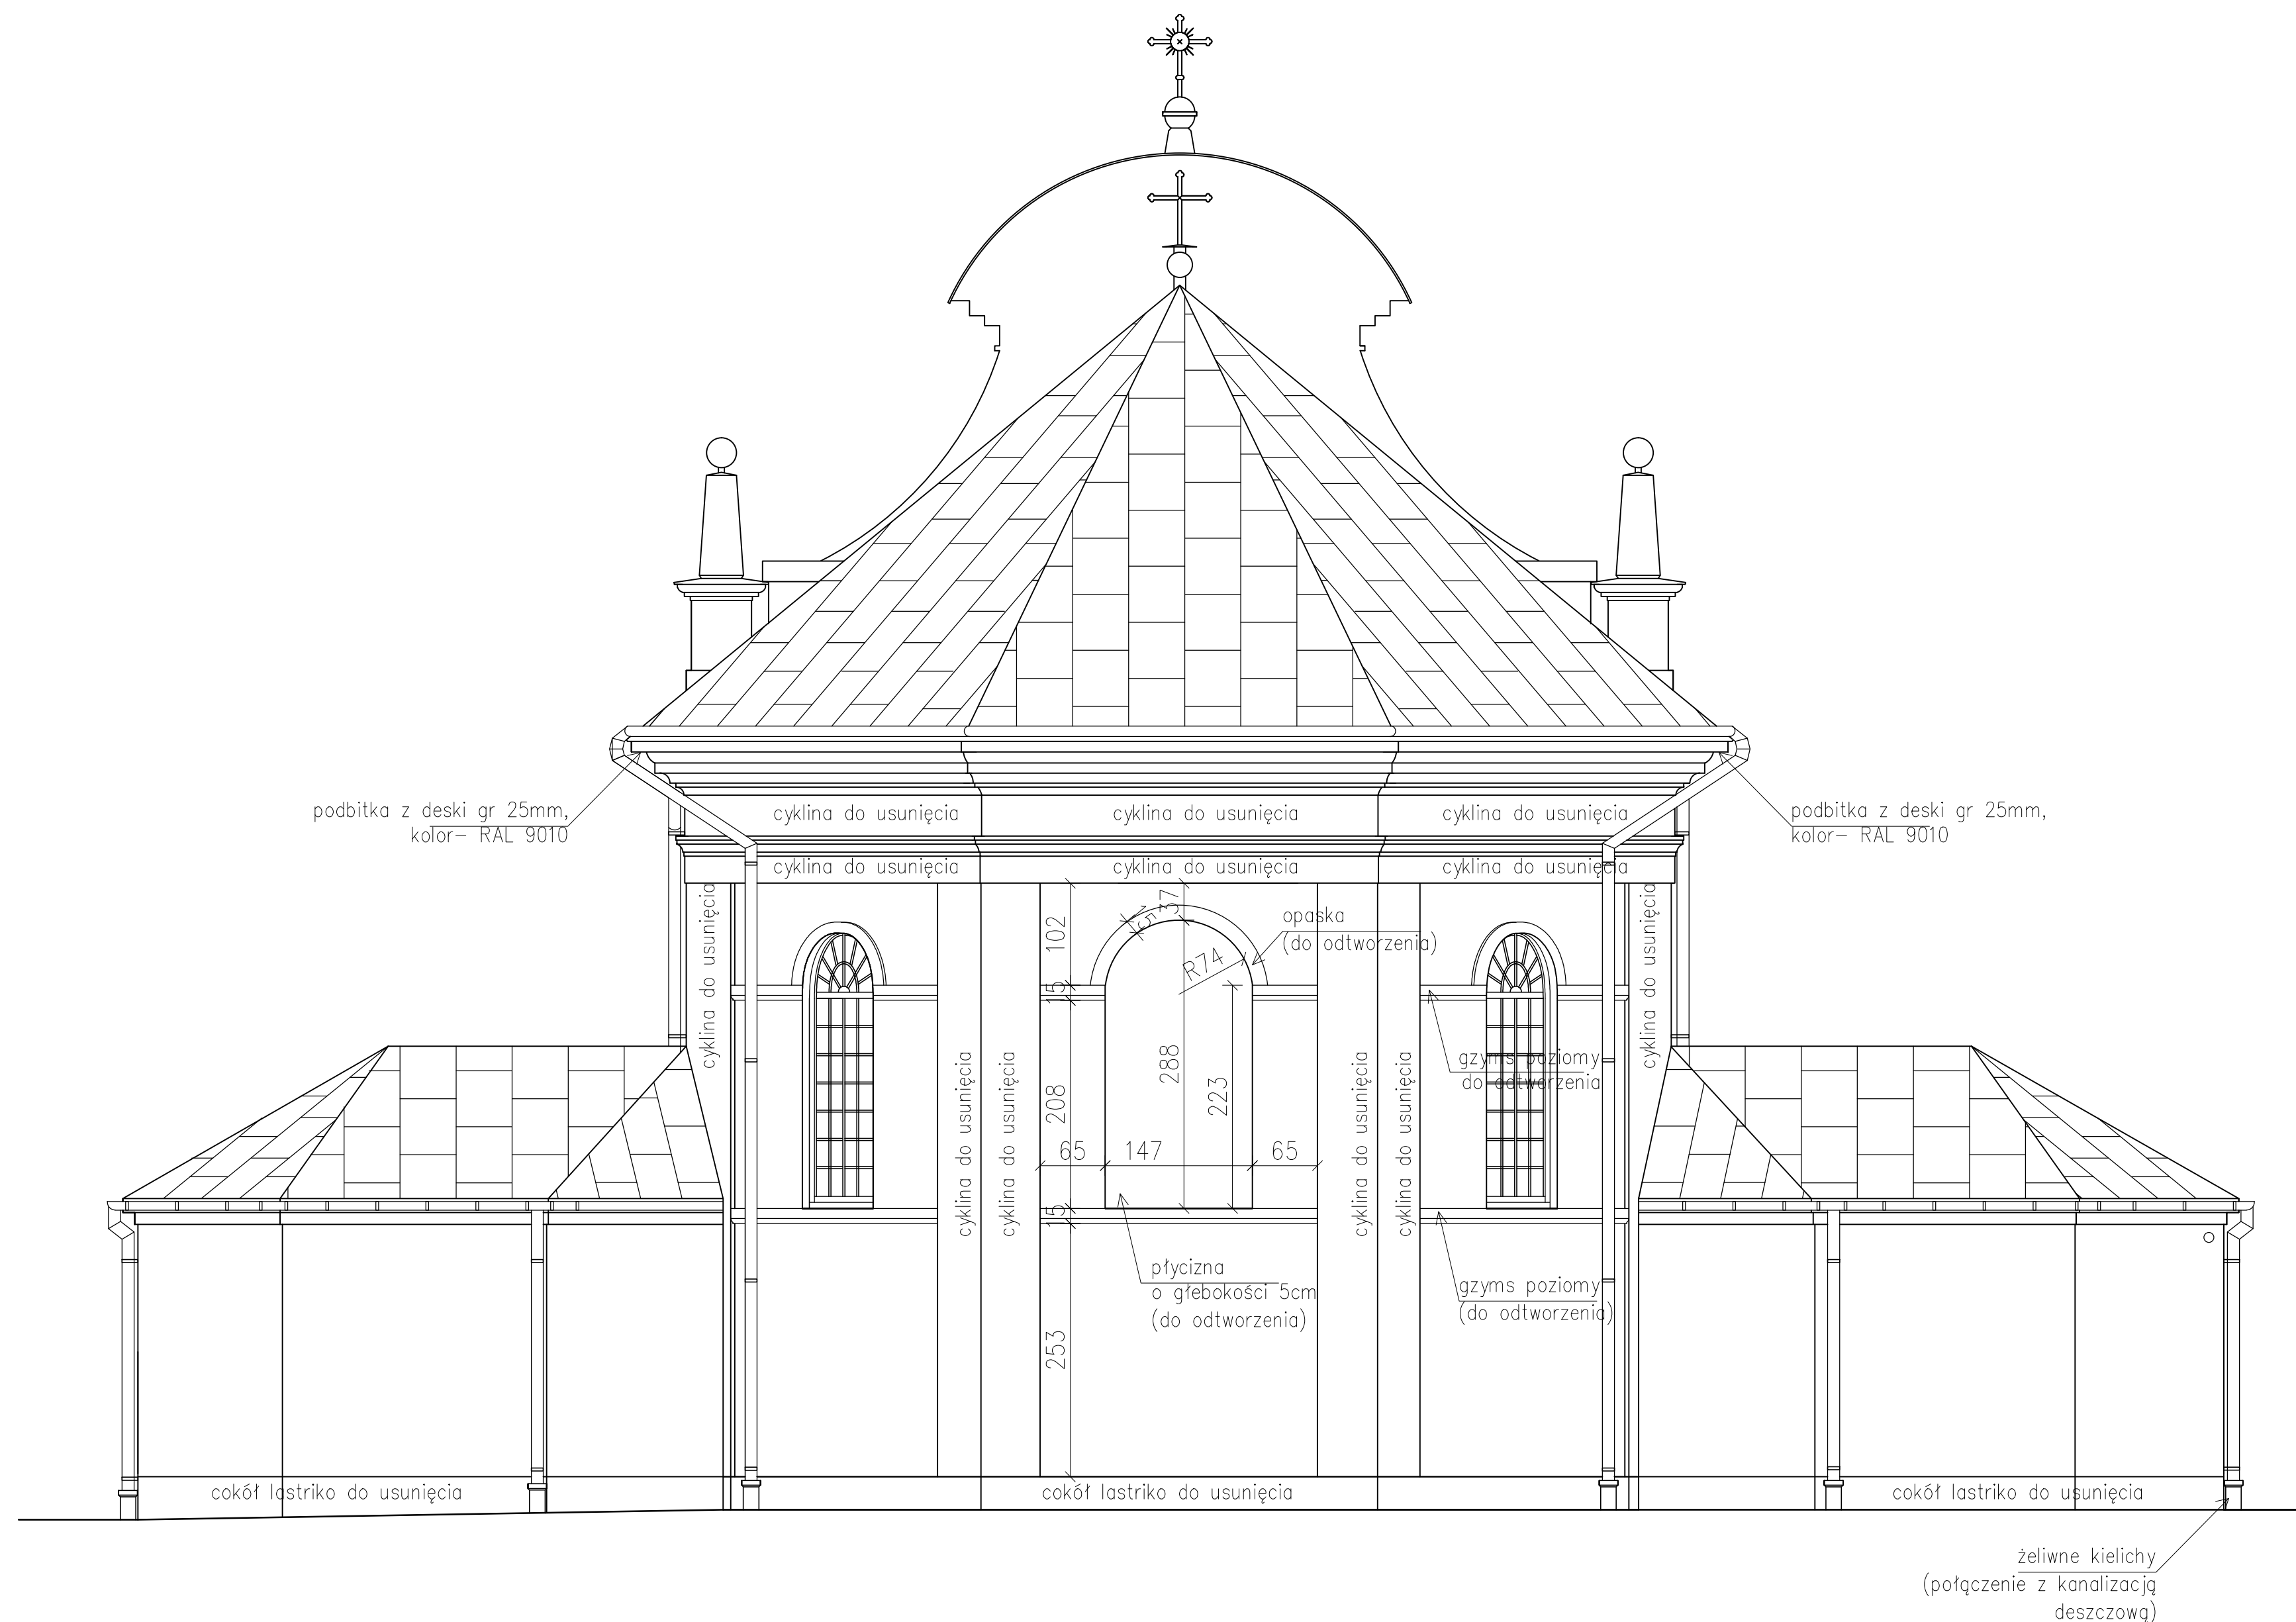 podbitka z deski gr 25mm,
kolor- RAL 9010
podbitka z deski gr 25mm,
kolor- RAL 9010
cyklina do usunięcia
cyklina do usunięcia
cyklina do usunięcia
cyklina do usunięcia
cyklina do usunięcia
cyklina do usunięcia
cyklina do usunięcia
cyklina do usunięcia
102
15
37
R74
opaska
(do odtworzenia)
15
288
223
208
gzyms poziomy
do odtworzenia
cyklina do usunięcia
cyklina do usunięcia
cyklina do usunięcia
cyklina do usunięcia
65
147
65
15
płycizna
o głebokości 5cm
(do odtworzenia)
gzyms poziomy
(do odtworzenia)
253
cokół lastriko do usunięcia
cokół lastriko do usunięcia
cokół lastriko do usunięcia
żeliwne kielichy
(połączenie z kanalizacją
deszczową)